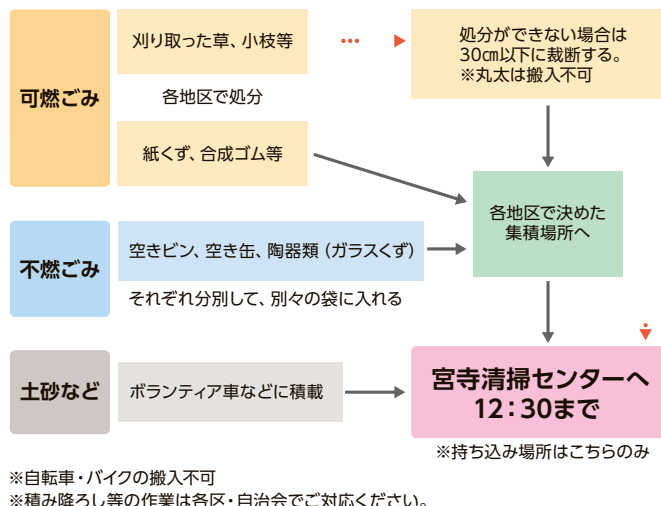 可燃ごみ
刈り取った草、小枝等
各地区で処分
紙くず、合成ゴム等
処分ができない場合は
30㎝以下に裁断する。
※丸太は搬入不可
不燃ごみ
空きビン、空き缶、陶器類（ガラスくず）
それぞれ分別して、別々の袋に入れる
各地区で決めた
集積場所へ
土砂など
ボランティア車などに積載
宮寺清掃センターへ
12：30まで
※持ち込み場所はこちらのみ
※自転車・バイクの搬入不可
※積み降ろし等の作業は各区・自治会でご対応ください。